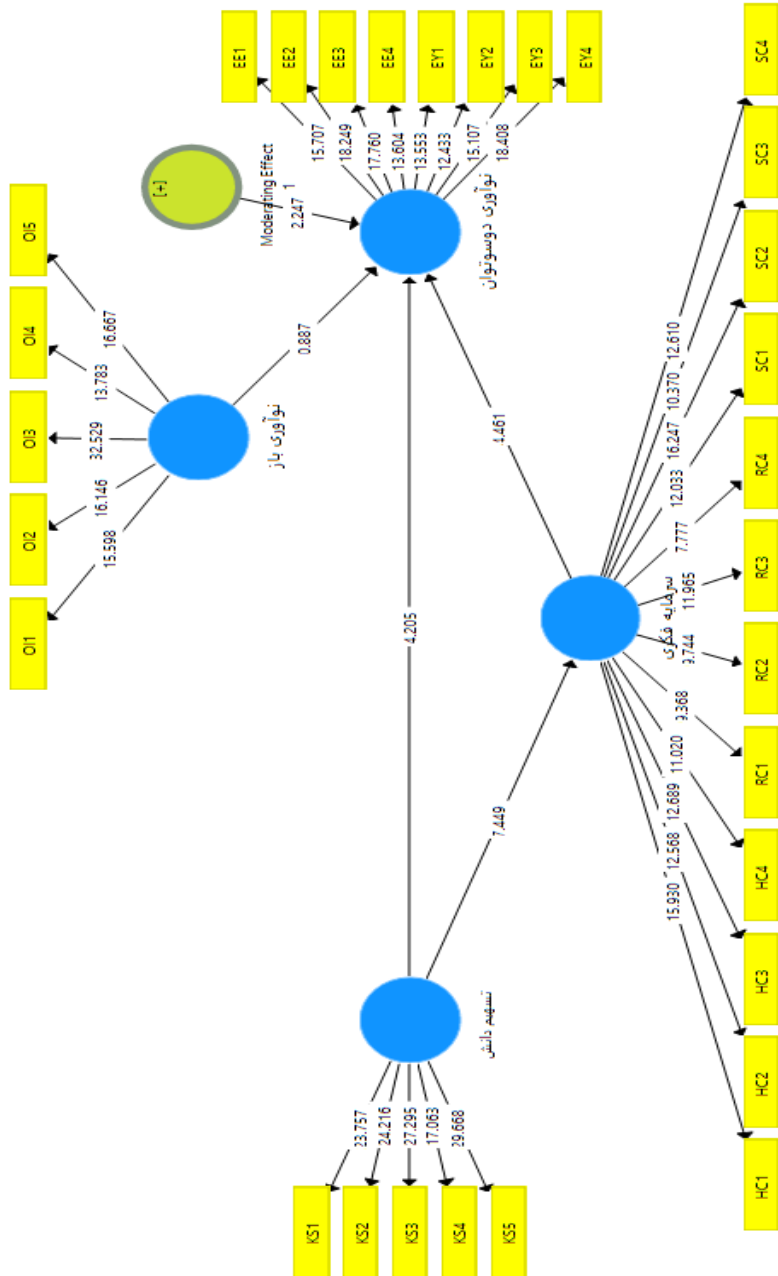 OI1
OI2
OI3
OI4
OI5
15.598
16.146
32.529
13.783
16.667
نوآوری باز
[+]
Moderating Effect
1
2.247
0.887
EE1
EE2
EE3
EE4
EY1
EY2
EY3
EY4
15.707
18.249
17.760
13.604
13.553
12.433
15.107
18.408
نوآوری دوسوتوان
KS1
KS2
KS3
KS4
KS5
23.757
24.216
27.295
17.063
29.668
تسهیم دانش
4.205
7.449
4.461
سرمایه فکری
15.930
12.568
12.689
11.020
9.368
9.744
11.965
7.777
12.033
16.247
10.370
12.610
HC1
HC2
HC3
HC4
RC1
RC2
RC3
RC4
SC1
SC2
SC3
SC4